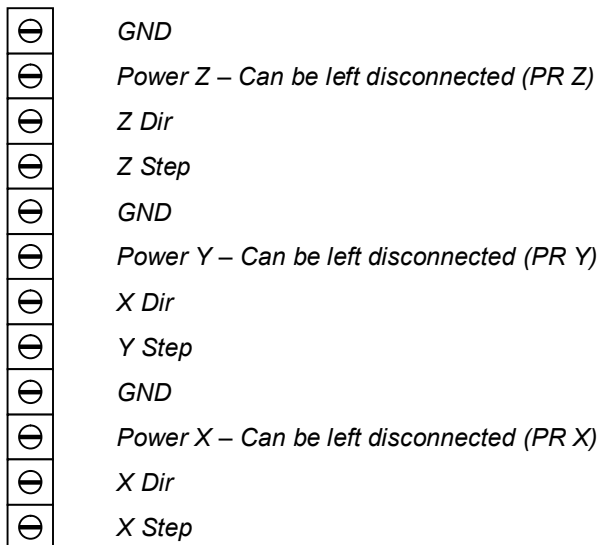 GND
Power Z – Can be left disconnected (PR Z)
Z Dir
Z Step
GND
Power Y – Can be left disconnected (PR Y)
X Dir
Y Step
GND
Power X – Can be left disconnected (PR X)
X Dir
X Step